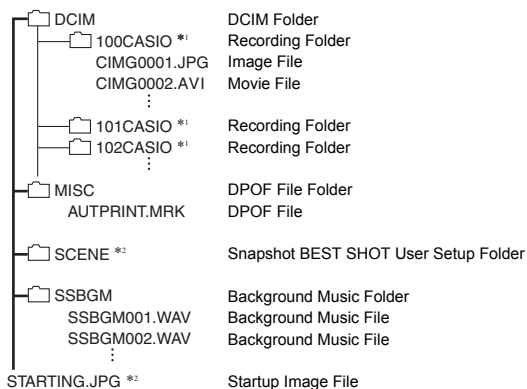 DCIM DCIM Folder
100CASIO *1 Recording Folder
CIMG0001.JPG Image File
CIMG0002.AVI Movie File
101CASIO *1 Recording Folder
102CASIO *1 Recording Folder
MISC DPOF File Folder
AUTPRINT.MRK DPOF File
SCENE *2 Snapshot BEST SHOT User Setup Folder
SSBGM Background Music Folder
SSBGM001.WAV Background Music File
SSBGM002.WAV Background Music File
STARTING.JPG *2 Startup Image File